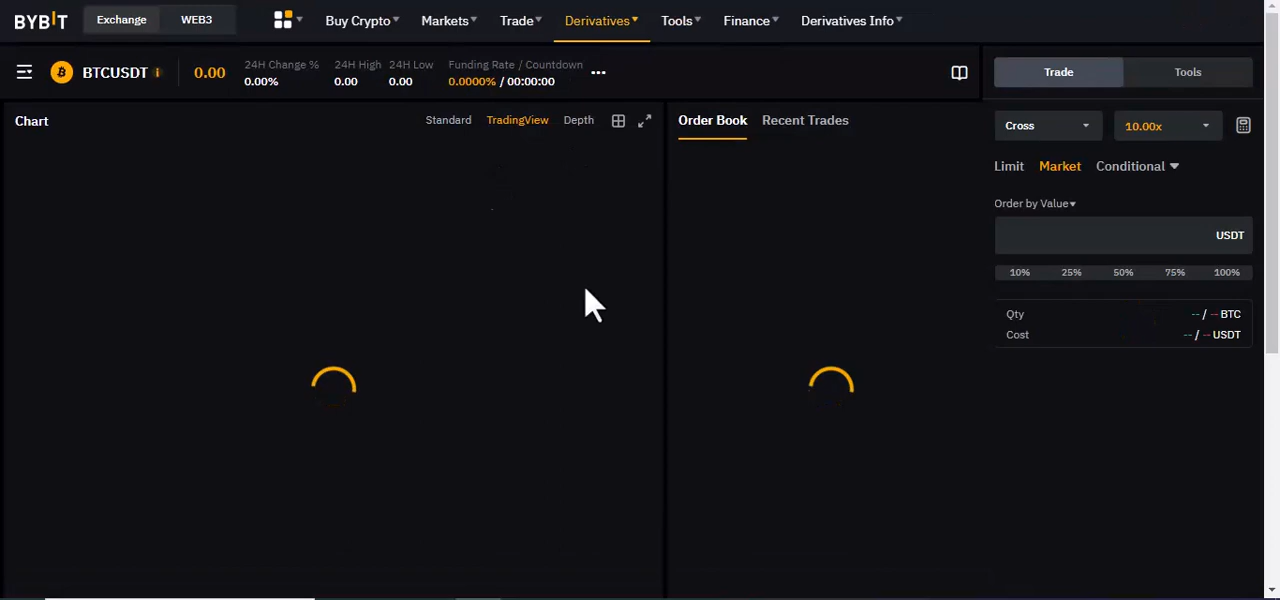 BYBIT Exchange WEB3 Buy Crypto Markets Trade Derivatives Tools Finance Derivatives Info
BTCUSDT 0.00 24H Change % 24H High 24H Low Funding Rate / Countdown
0.00% 0.00 0.00 0.0000% / 00:00:00
Trade Tools
Chart Standard TradingView Depth
Order Book Recent Trades
Cross 10.00x
Limit Market Conditional
Order by Value
USDT
10% 25% 50% 75% 100%
Qty -- / -- BTC
Cost -- / -- USDT